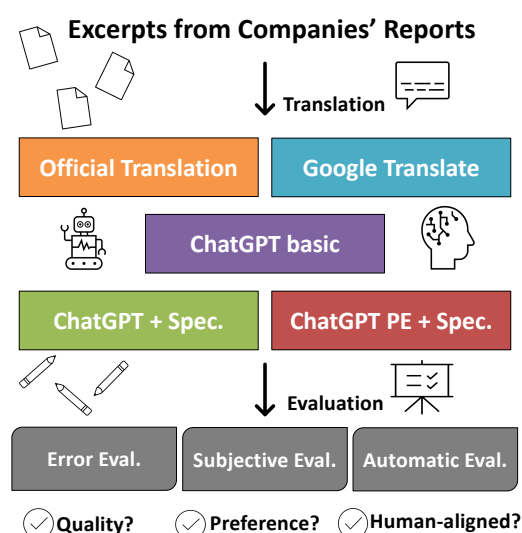 Excerpts from Companies' Reports
Translation
Official Translation
Google Translate
ChatGPT basic
ChatGPT + Spec.
ChatGPT PE + Spec.
Evaluation
Error Eval.
Subjective Eval.
Automatic Eval.
Quality?
Preference?
Human-aligned?